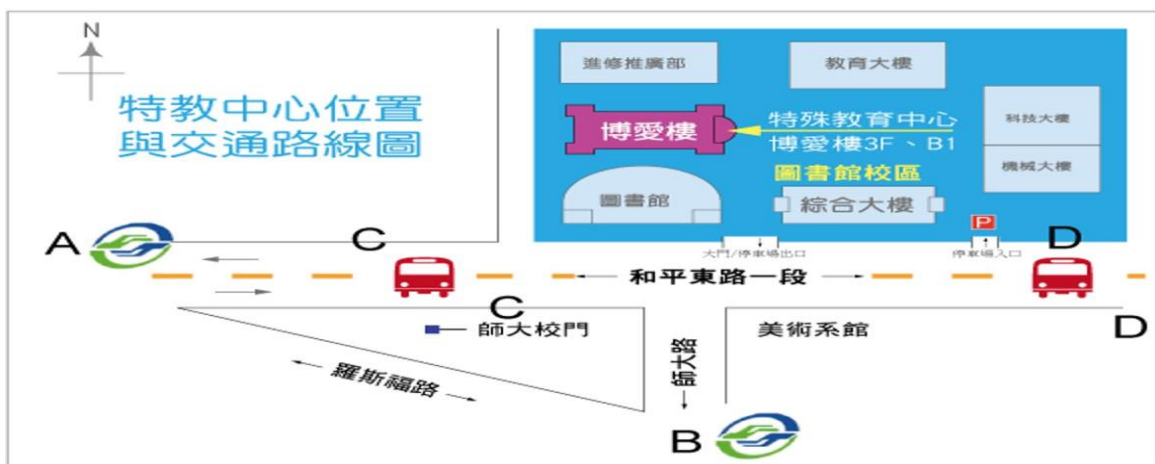 N
特教中心位置
與交通路線圖
進修推廣部
教育大樓
博愛樓
特殊教育中心
博愛樓3F、B1
科技大樓
機械大樓
圖書館校區
圖書館
綜合大樓
P
A
C
D
大門/停車場出口
停車場入口
和平東路一段
C
D
師大校門
美術系館
師大路
羅斯福路
B